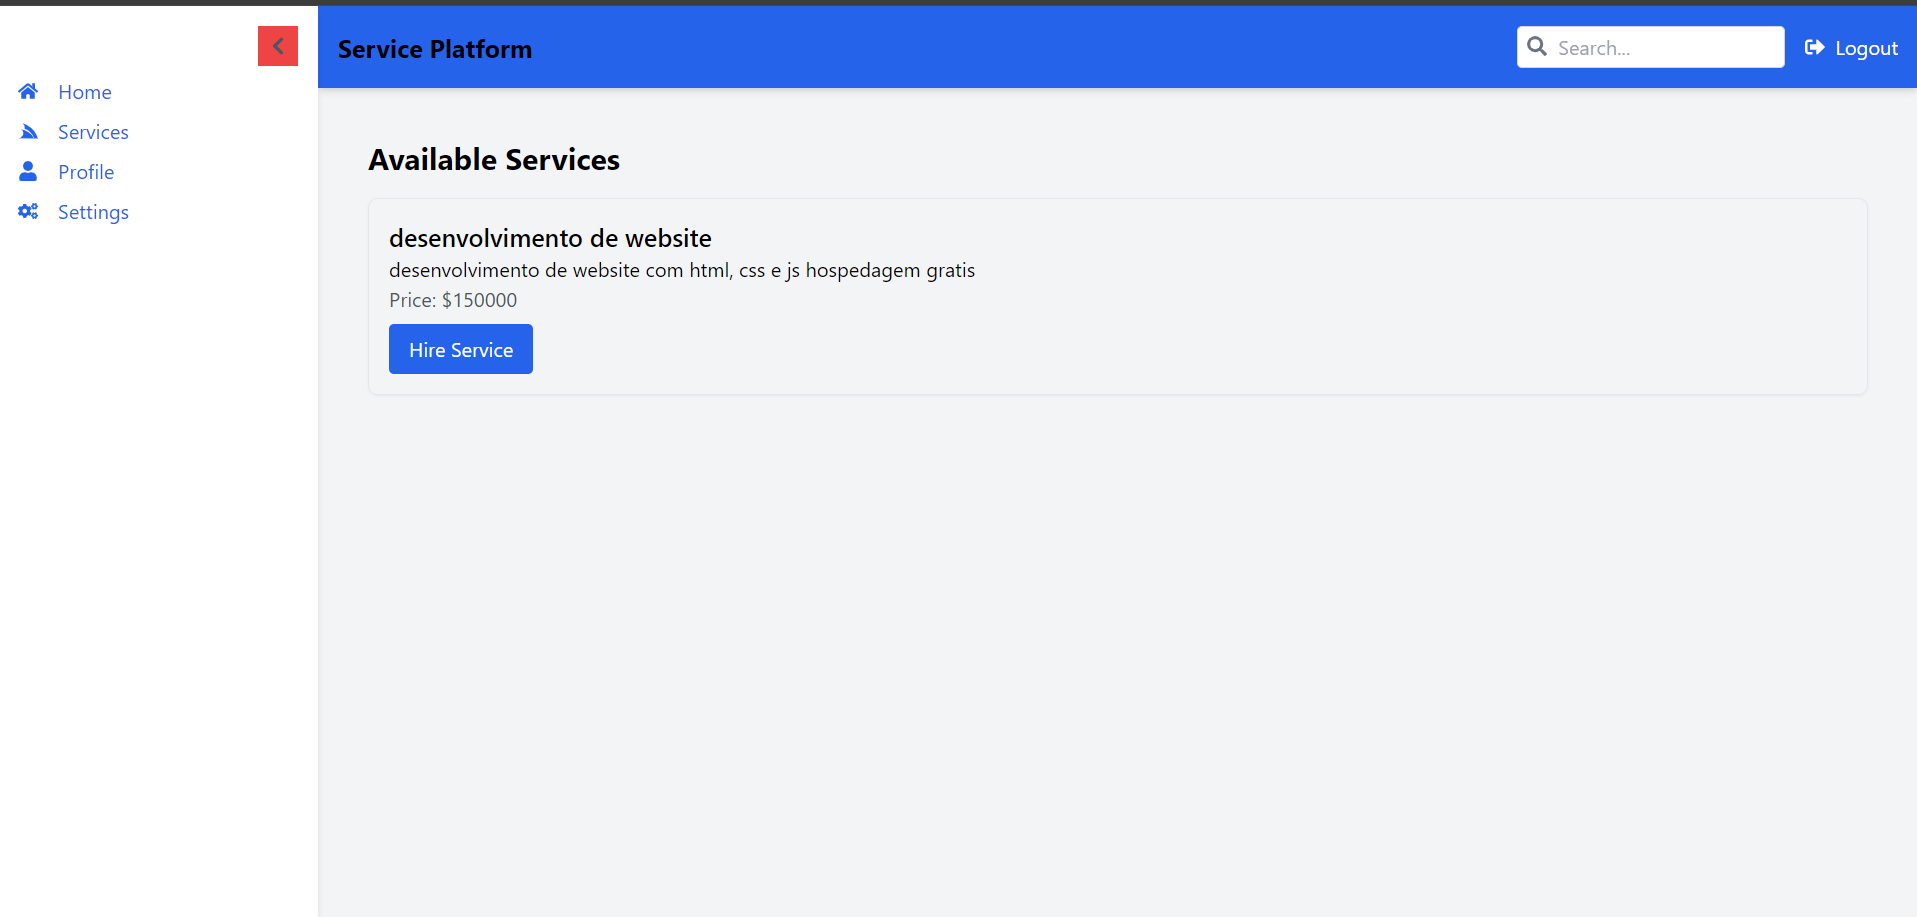 Service Platform
Search...
Logout
Home
Services
Profile
Settings
Available Services
desenvolvimento de website
desenvolvimento de website com html, css e js hospedagem gratis
Price: $150000
Hire Service